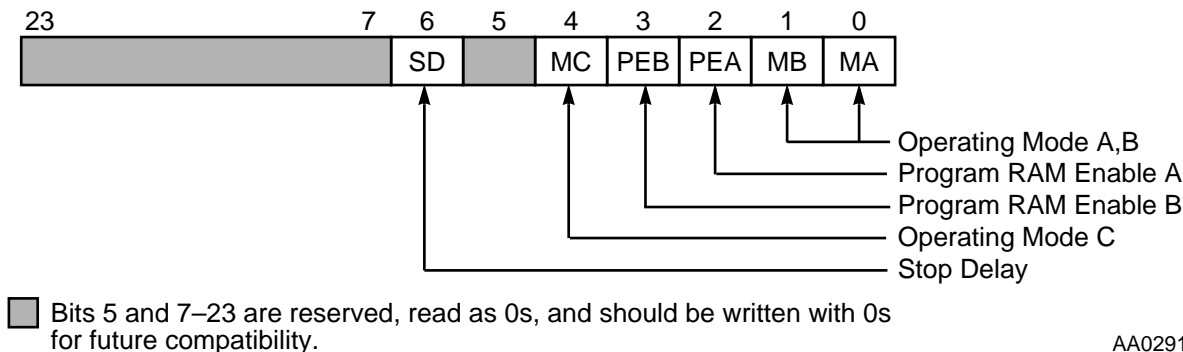 23 7 6 5 4 3 2 1 0
SD MC PEB PEA MB MA
Operating Mode A,B
Program RAM Enable A
Program RAM Enable B
Operating Mode C
Stop Delay
Bits 5 and 7–23 are reserved, read as 0s, and should be written with 0s
for future compatibility.
AA0291